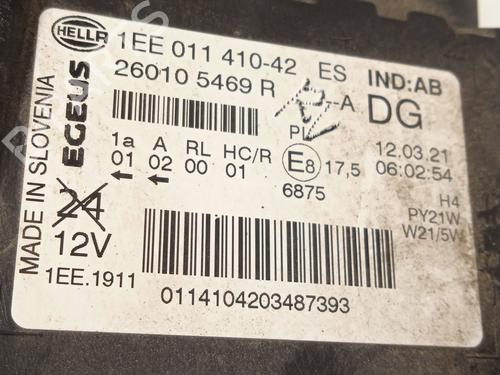 HELLA 1EE 011 410-42 ES IND:AB
260105469R -A DG
EGEUS
MADE IN SLOVENIA
PL
1a A RL HC/R E8 17,5 12.03.21
01 02 00 01 6875 06:02:54
24
12V
H4
PY21W
W21/5W
1EE.1911
0114104203487393